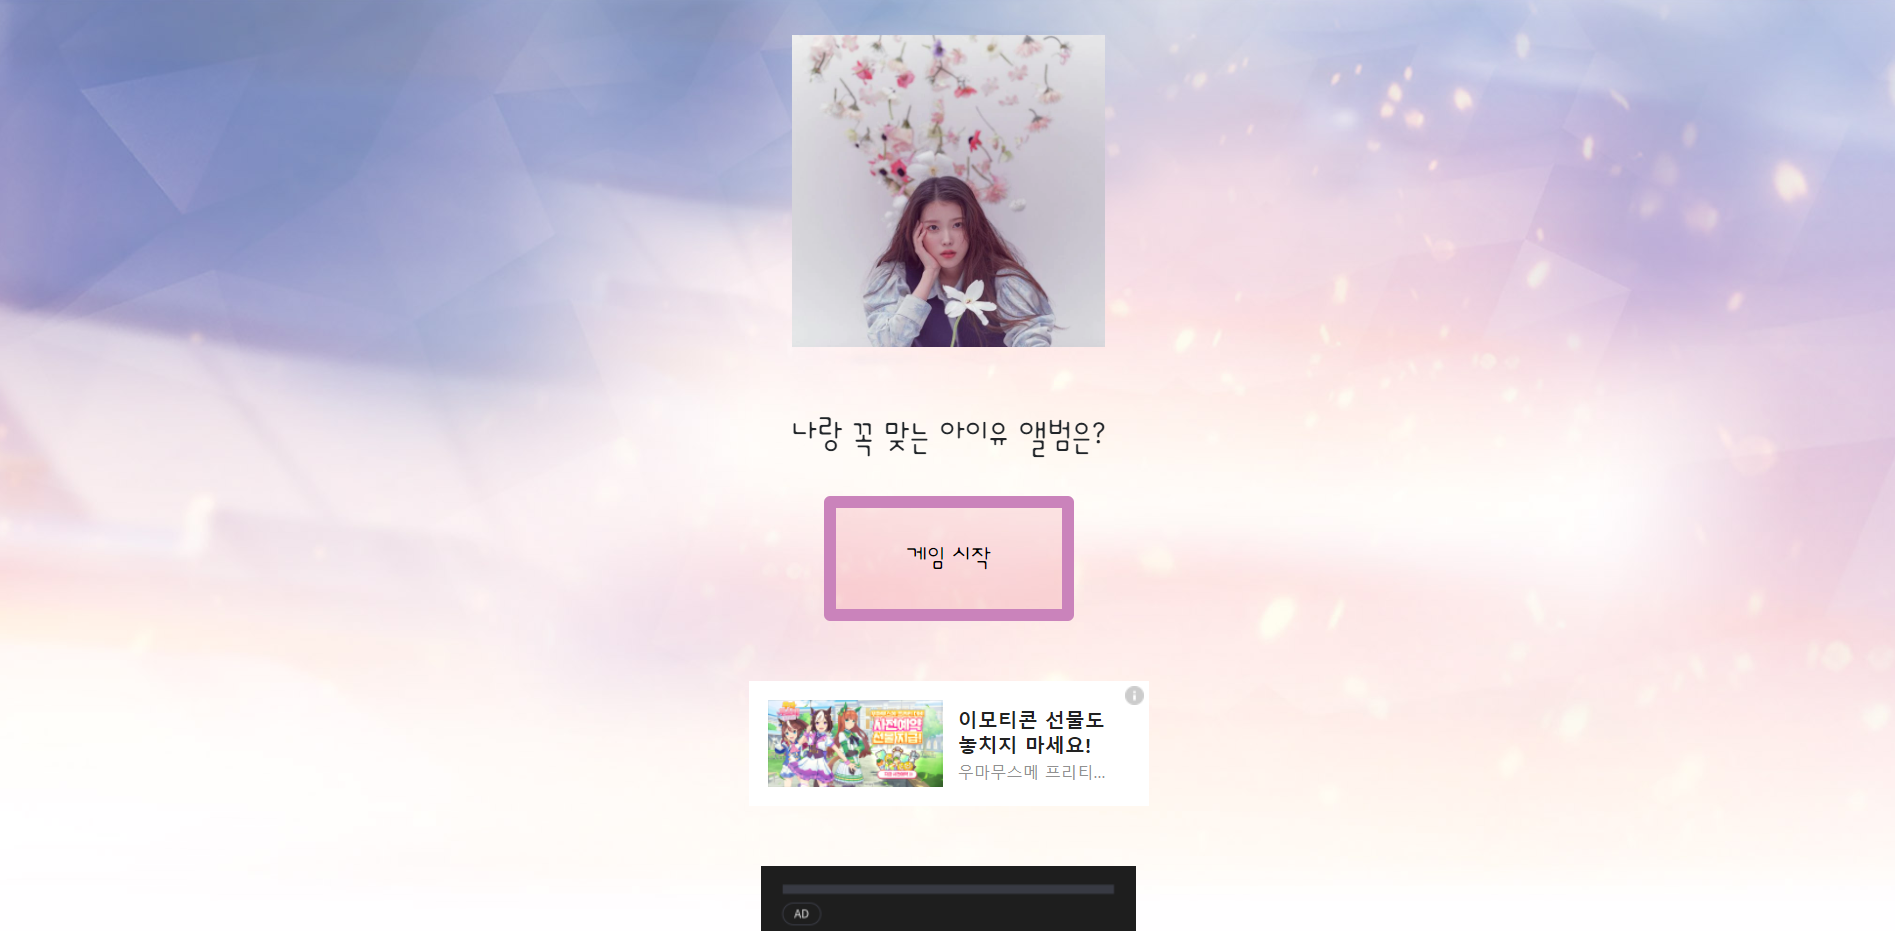 나랑 꼭 맞는 아이유 앨범은?
게임 시작
사전예약
선물지급!
이모티콘 선물도
놓치지 마세요!
우마무스메 프리티...
AD